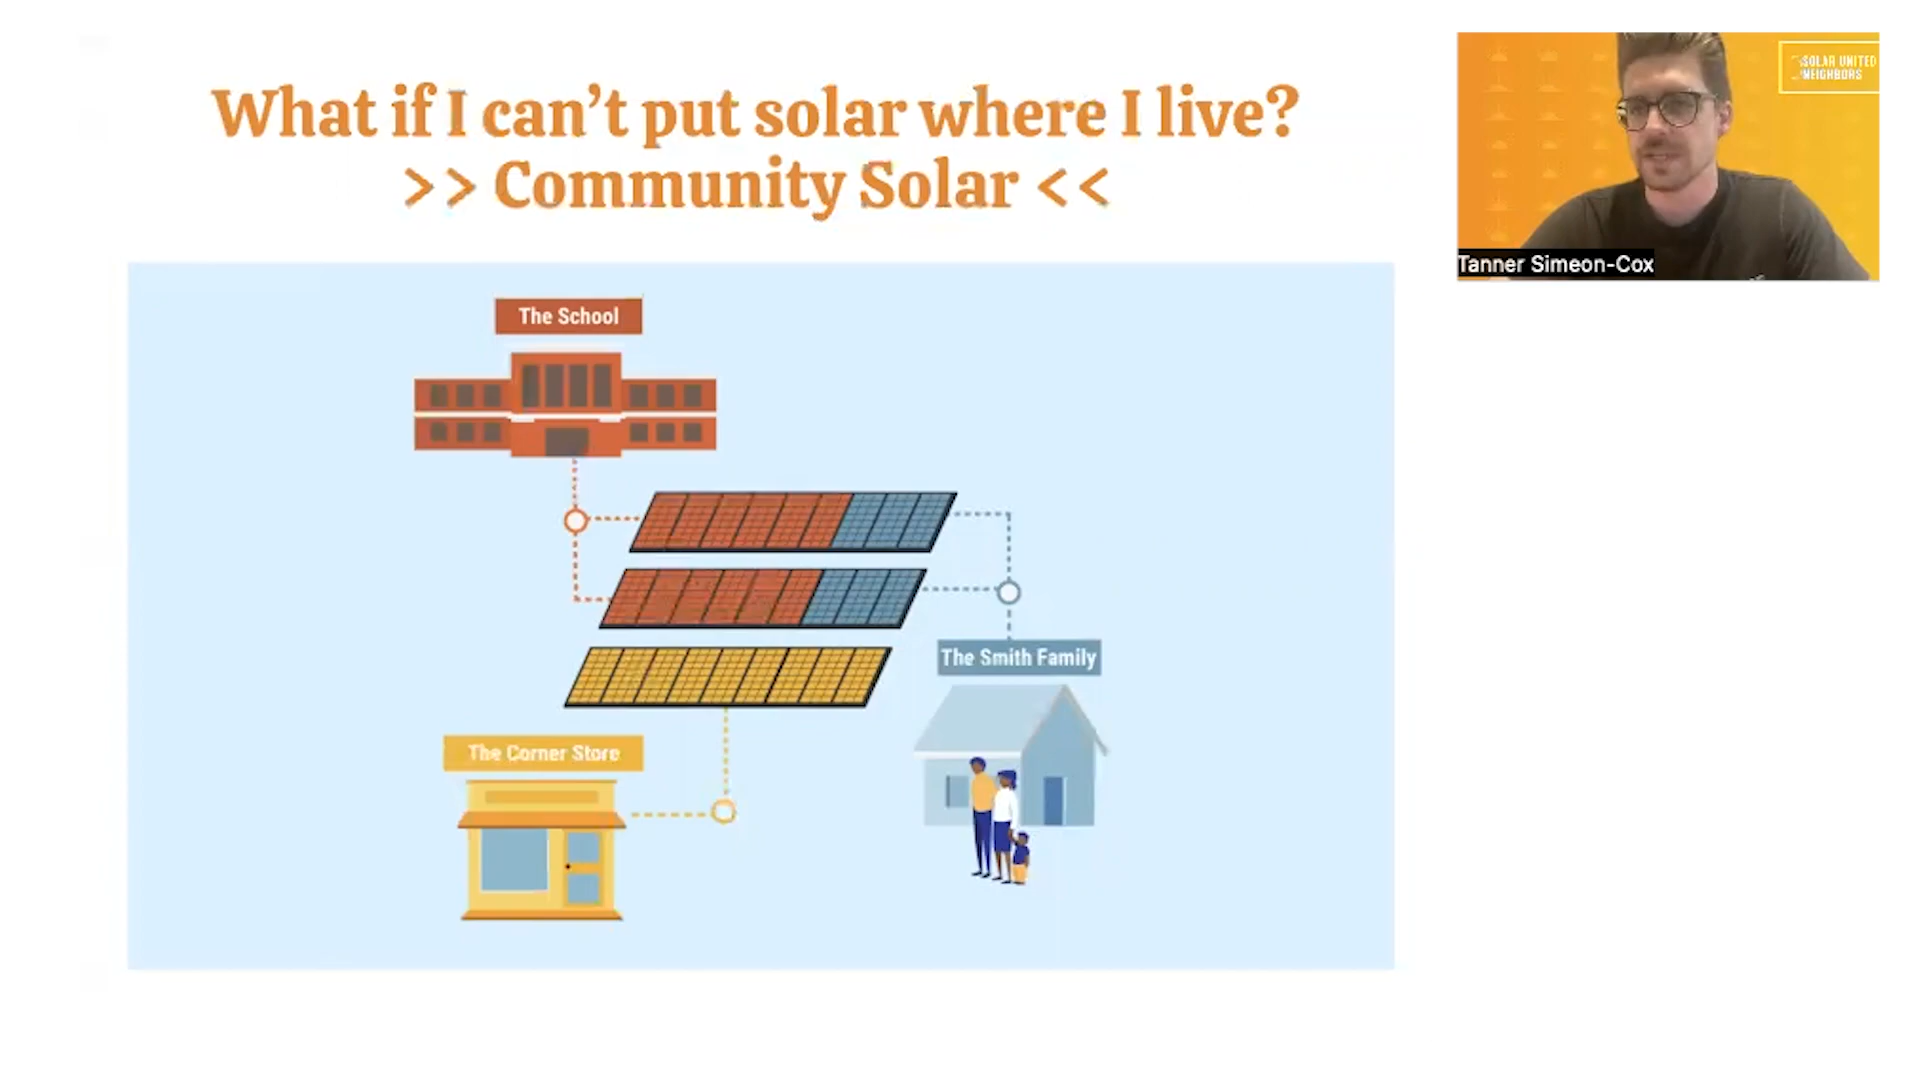 What if I can't put solar where I live?
>> Community Solar <<
SOLAR UNITED
NEIGHBORS
Tanner Simeon-Cox
The School
The Smith Family
The Corner Store